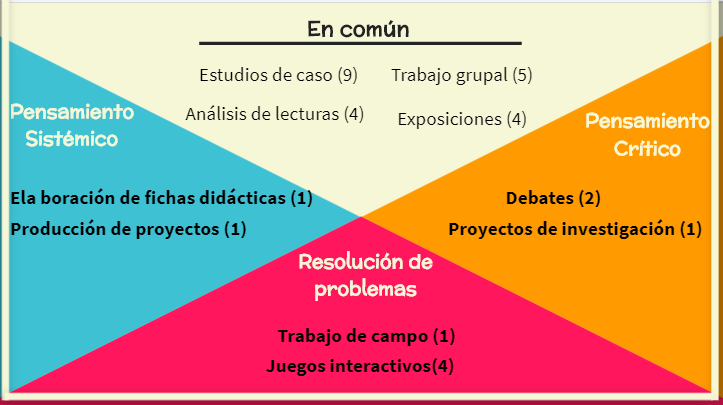 En común
Estudios de caso (9)
Trabajo grupal (5)
Análisis de lecturas (4)
Exposiciones (4)
Pensamiento
Sistémico
Pensamiento
Crítico
Ela boración de fichas didácticas (1)
Producción de proyectos (1)
Debates (2)
Proyectos de investigación (1)
Resolución de
problemas
Trabajo de campo (1)
Juegos interactivos(4)